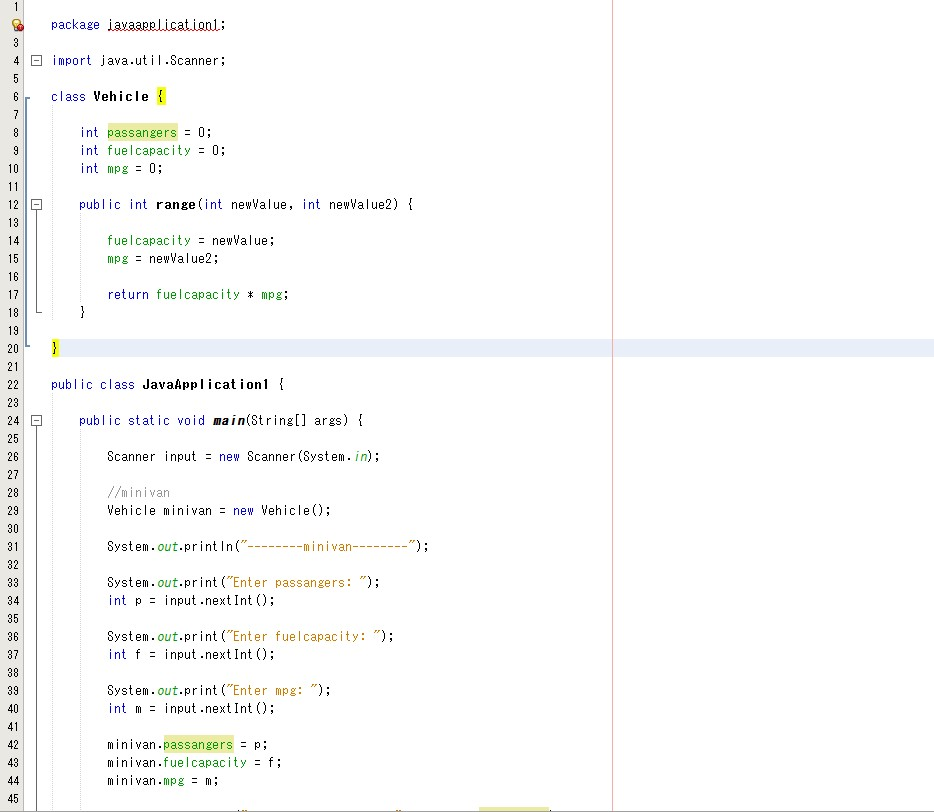 1
package javaapplication1;
3
4 import java.util.Scanner;
5
6 class Vehicle {
7
8 int passangers = 0;
9 int fuelcapacity = 0;
10 int mpg = 0;
11
12 public int range(int newValue, int newValue2) {
13
14 fuelcapacity = newValue;
15 mpg = newValue2;
16
17 return fuelcapacity * mpg;
18 }
19
20 }
21
22 public class JavaApplication1 {
23
24 public static void main(String[] args) {
25
26 Scanner input = new Scanner(System.in);
27
28 //minivan
29 Vehicle minivan = new Vehicle();
30
31 System.out.println("--------minivan--------");
32
33 System.out.print("Enter passangers: ");
34 int p = input.nextInt();
35
36 System.out.print("Enter fuelcapacity: ");
37 int f = input.nextInt();
38
39 System.out.print("Enter mpg: ");
40 int m = input.nextInt();
41
42 minivan.passangers = p;
43 minivan.fuelcapacity = f;
44 minivan.mpg = m;
45